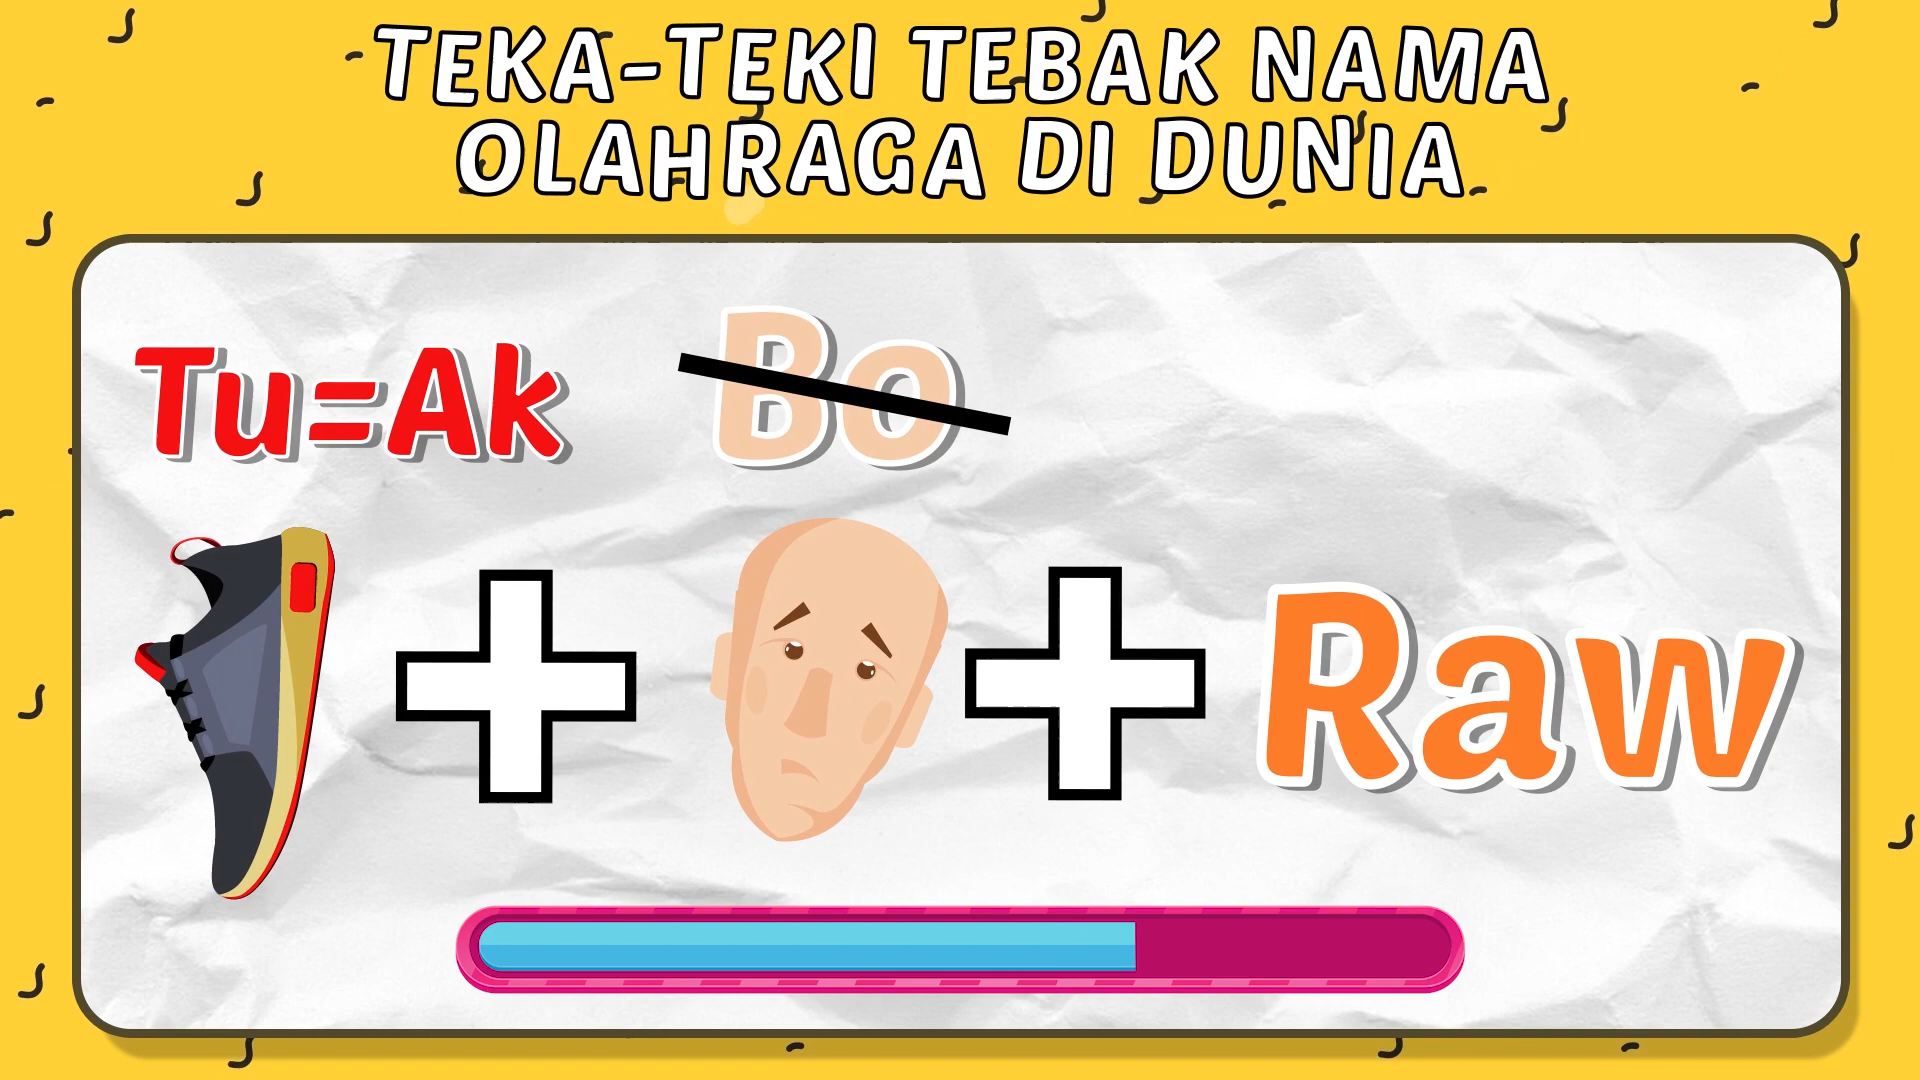 TEKA-TEKI TEBAK NAMA
OLAHRAGA DI DUNIA
Tu=Ak
Bo
Raw